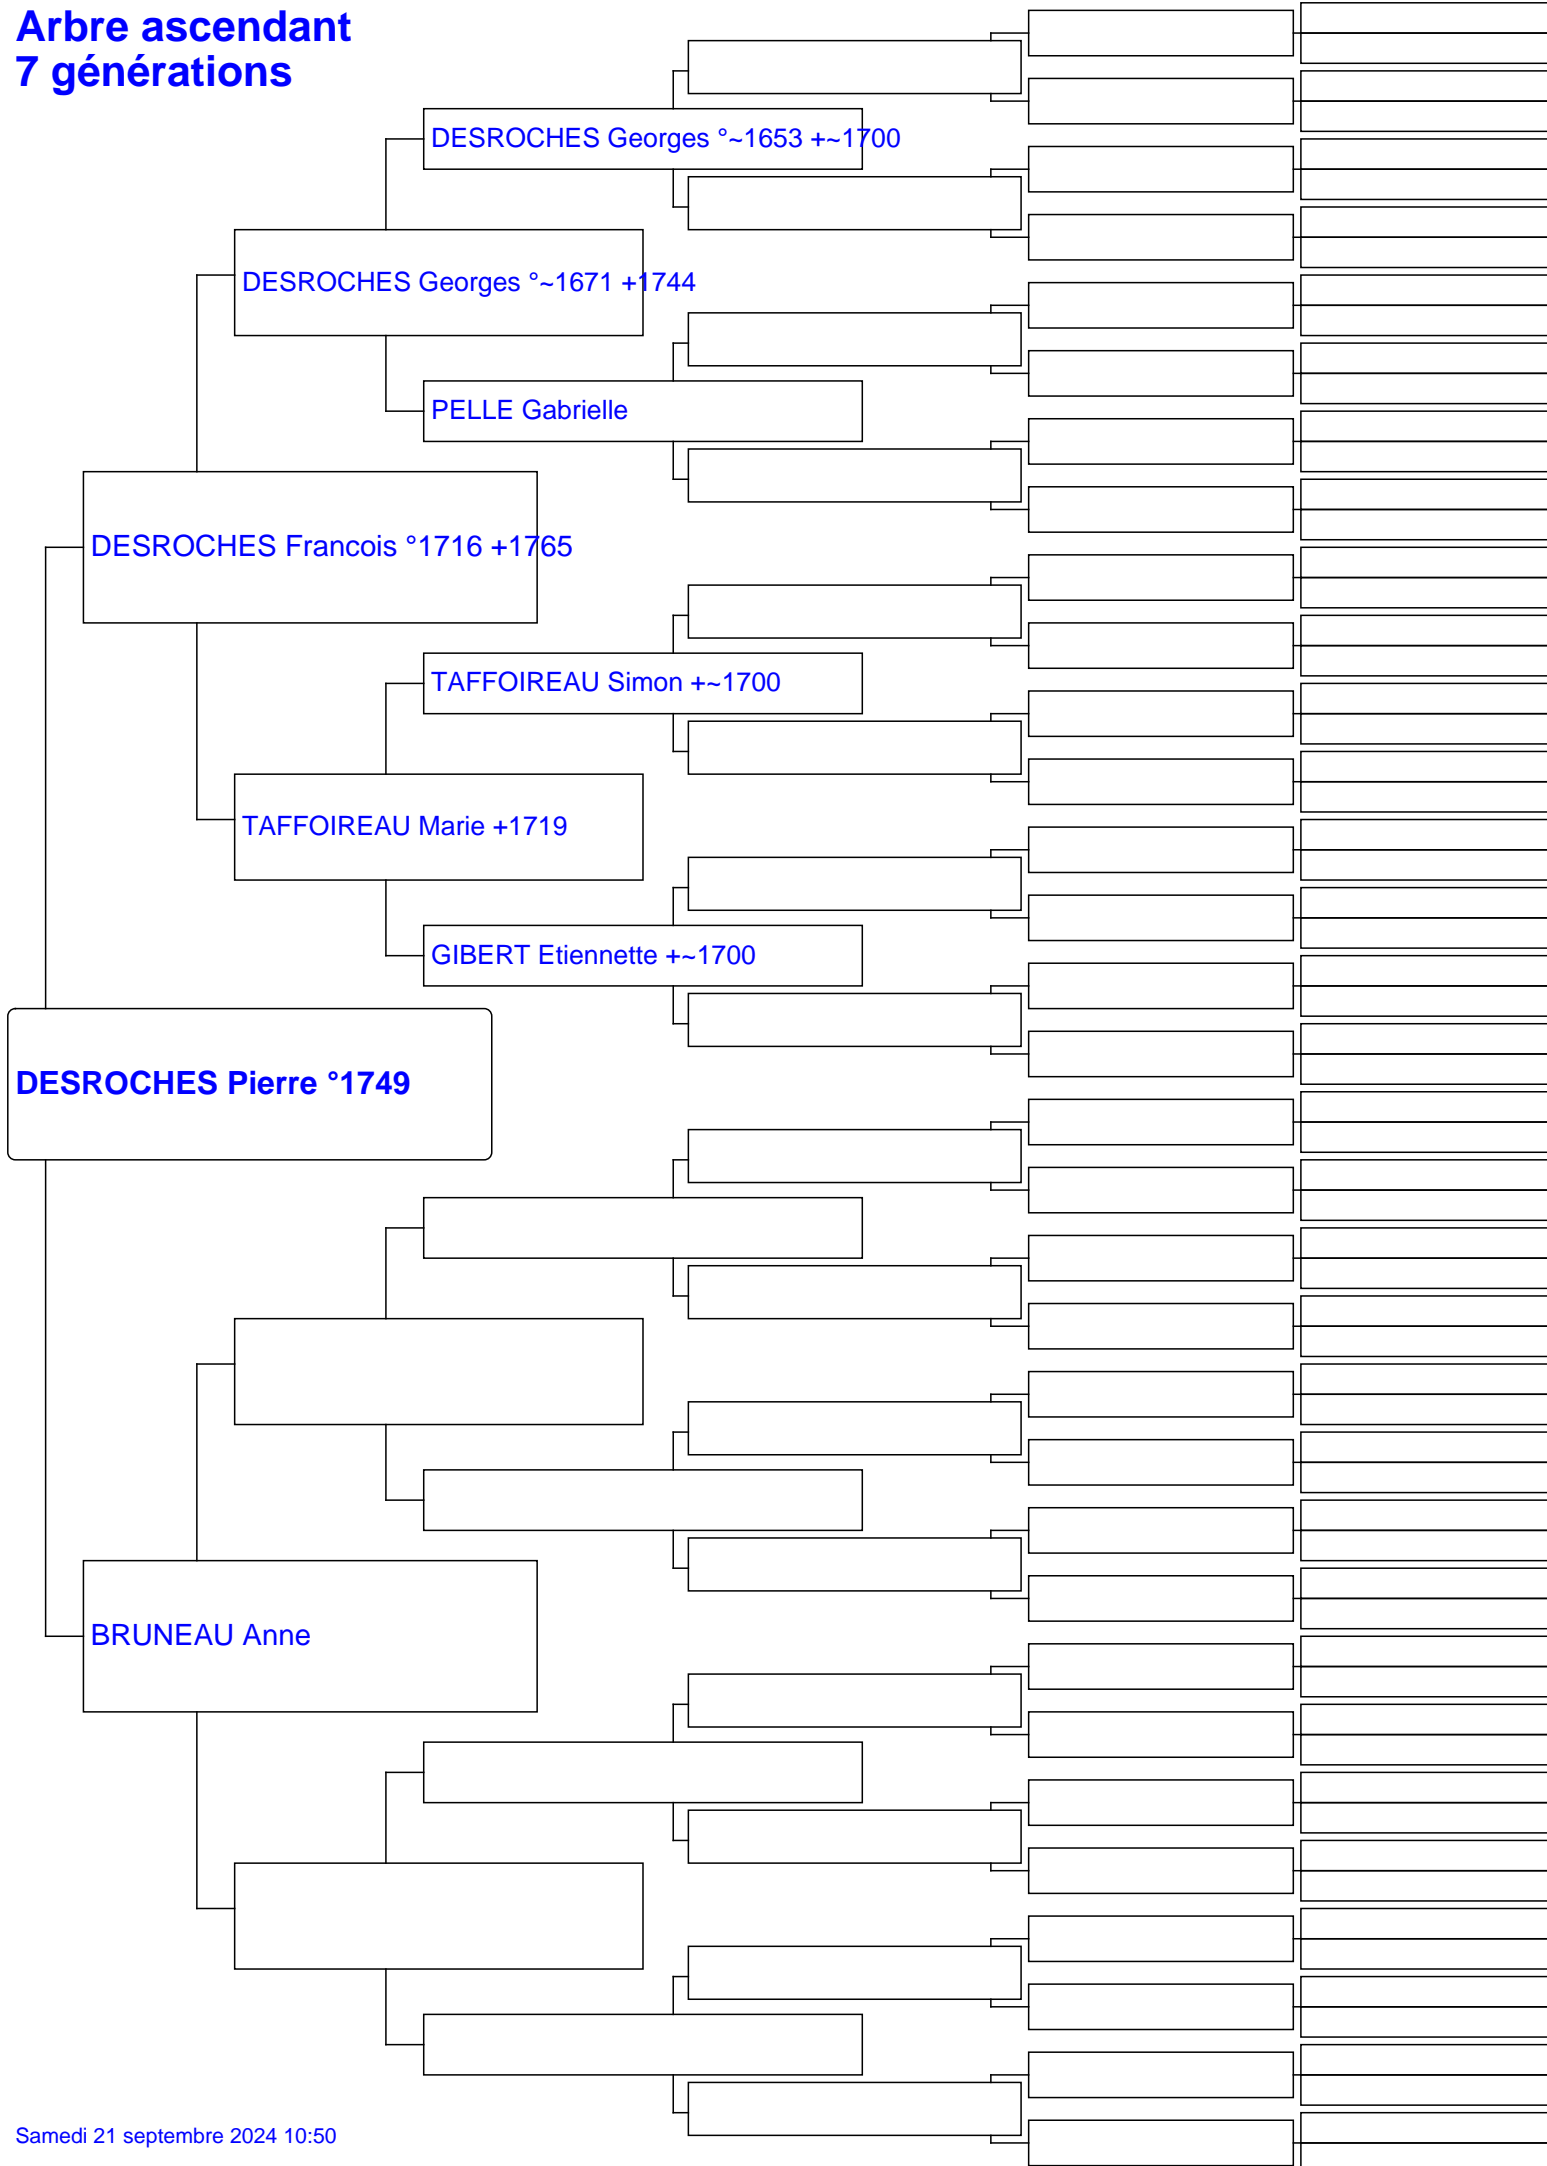 Arbre ascendant
7 générations
DESROCHES Georges °~1653 +~1700
DESROCHES Georges °~1671 +1744
PELLE Gabrielle
DESROCHES Francois °1716 +1765
TAFFOIREAU Simon +~1700
TAFFOIREAU Marie +1719
GIBERT Etiennette +~1700
DESROCHES Pierre °1749
BRUNEAU Anne
Samedi 21 septembre 2024 10:50